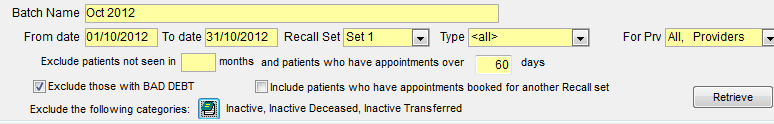 Batch Name Oct 2012
From date 01/10/2012 To date 31/10/2012 Recall Set Set 1 Type <all> For Prv All, Providers
Exclude patients not seen in months and patients who have appointments over 60 days
Exclude those with BAD DEBT Include patients who have appointments booked for another Recall set
Exclude the following categories: Inactive, Inactive Deceased, Inactive Transferred Retrieve